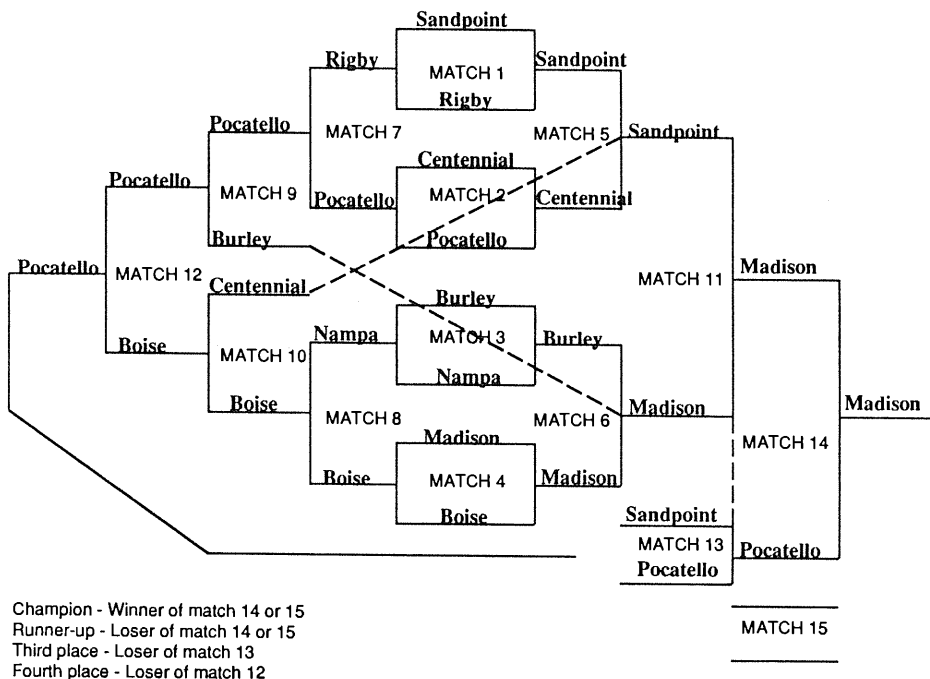 Sandpoint
Rigby
MATCH 1
Sandpoint
Rigby
Pocatello
MATCH 7
MATCH 5
Sandpoint
Centennial
Pocatello
MATCH 9
Pocatello
MATCH 2
Centennial
Burley
Pocatello
Pocatello
MATCH 12
MATCH 11
Madison
Centennial
Burley
Nampa
MATCH 3
Burley
Boise
MATCH 10
Nampa
Boise
Madison
Madison
MATCH 8
MATCH 6
Madison
MATCH 14
Boise
MATCH 4
Madison
Boise
Sandpoint
MATCH 13
Pocatello
Pocatello
Champion - Winner of match 14 or 15
Runner-up - Loser of match 14 or 15
MATCH 15
Third place - Loser of match 13
Fourth place - Loser of match 12